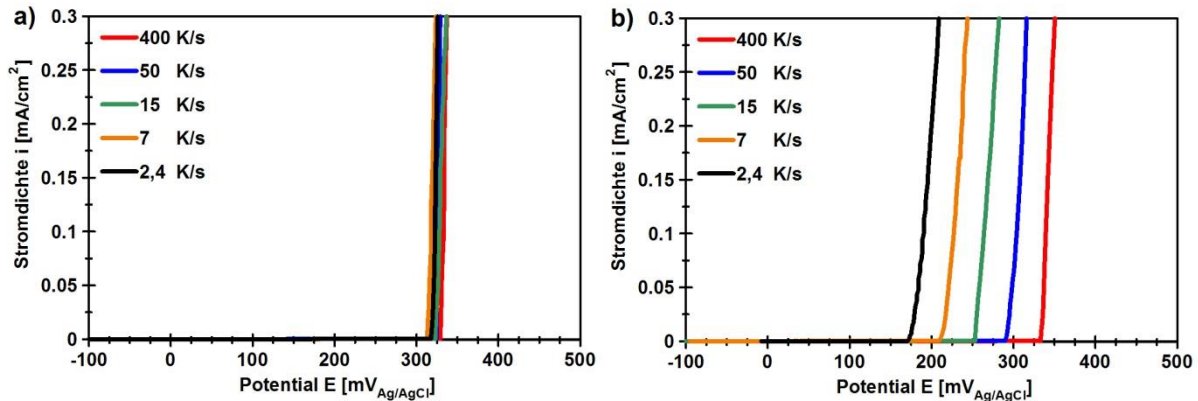 a)
Stromdichte i [mA/cm²]
0.3
0.25
0.2
0.15
0.1
0.05
0
400 K/s
50 K/s
15 K/s
7 K/s
2,4 K/s
-100 0 100 200 300 400 500
Potential E [mV_Ag/AgCl]
b)
Stromdichte i [mA/cm²]
0.3
0.25
0.2
0.15
0.1
0.05
0
400 K/s
50 K/s
15 K/s
7 K/s
2,4 K/s
-100 0 100 200 300 400 500
Potential E [mV_Ag/AgCl]